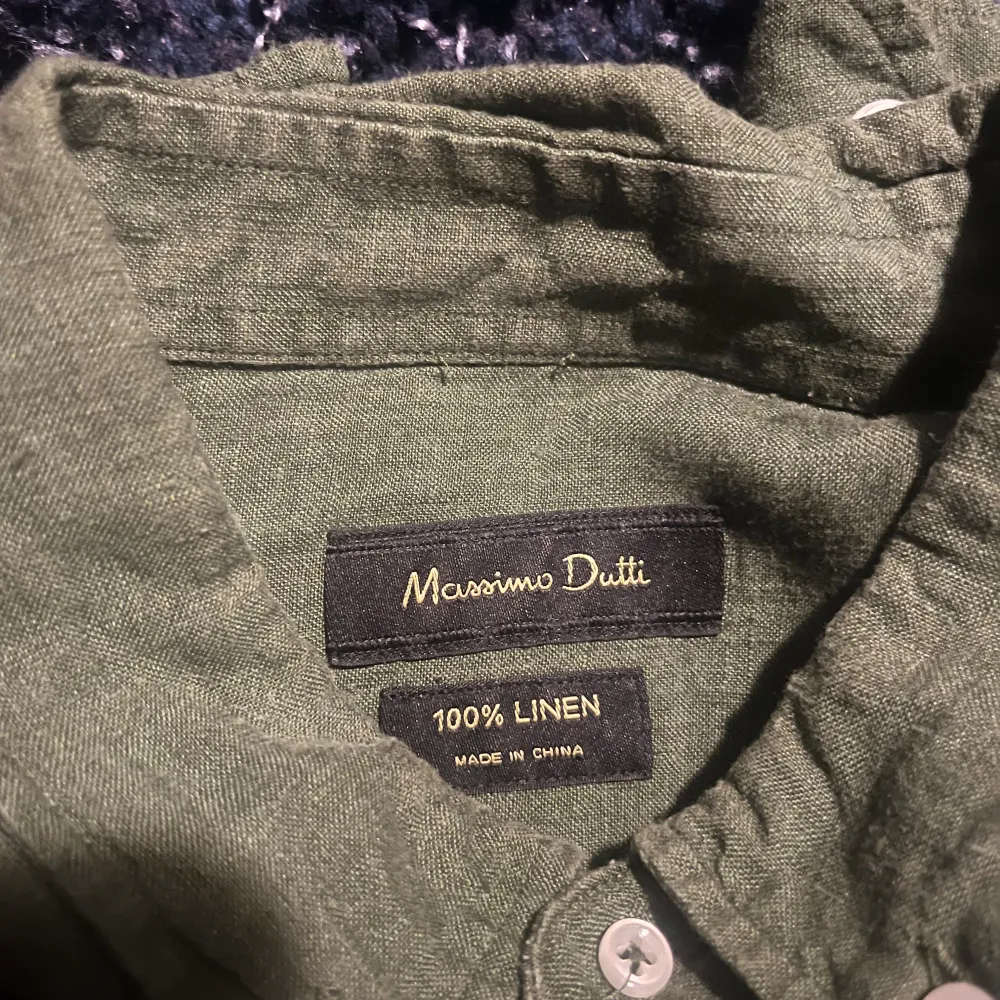 Massimo Dutti
100% LINEN
MADE IN CHINA